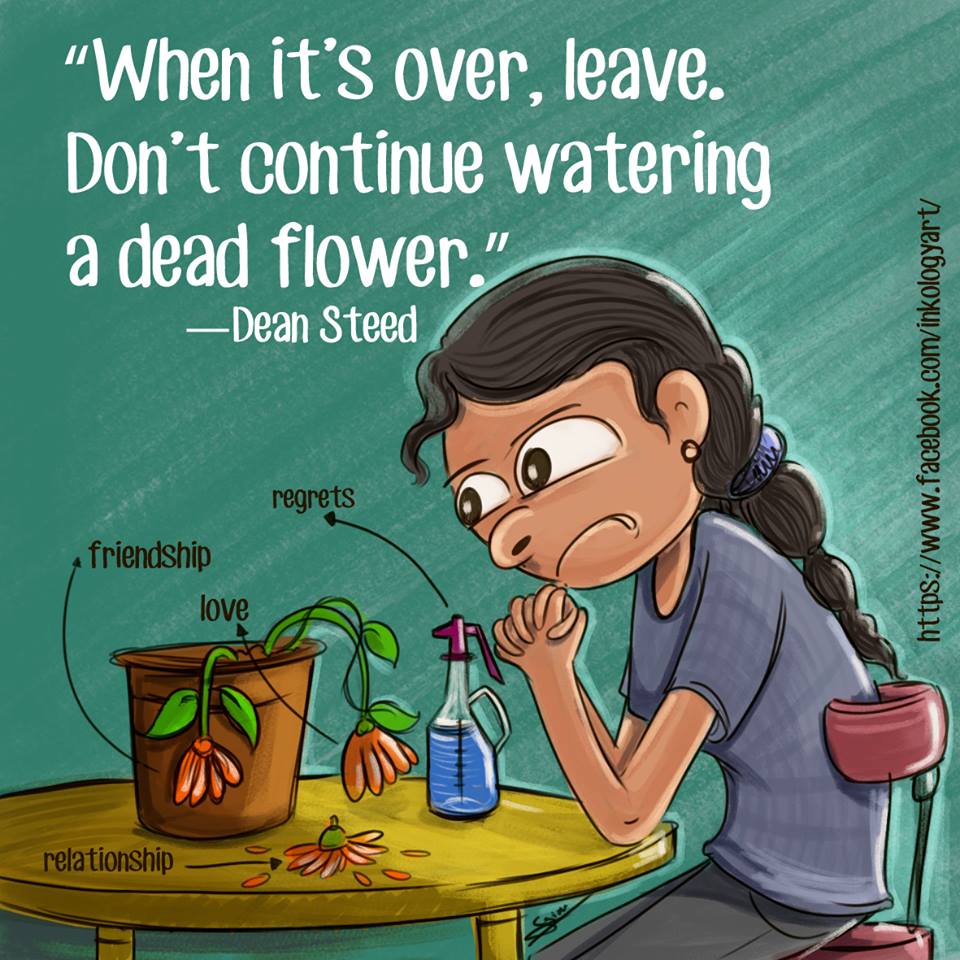 “When it’s over, leave.
Don’t continue watering
a dead flower.”
—Dean Steed
regrets
friendship
love
relationship
https://www.facebook.com/inkologyart/